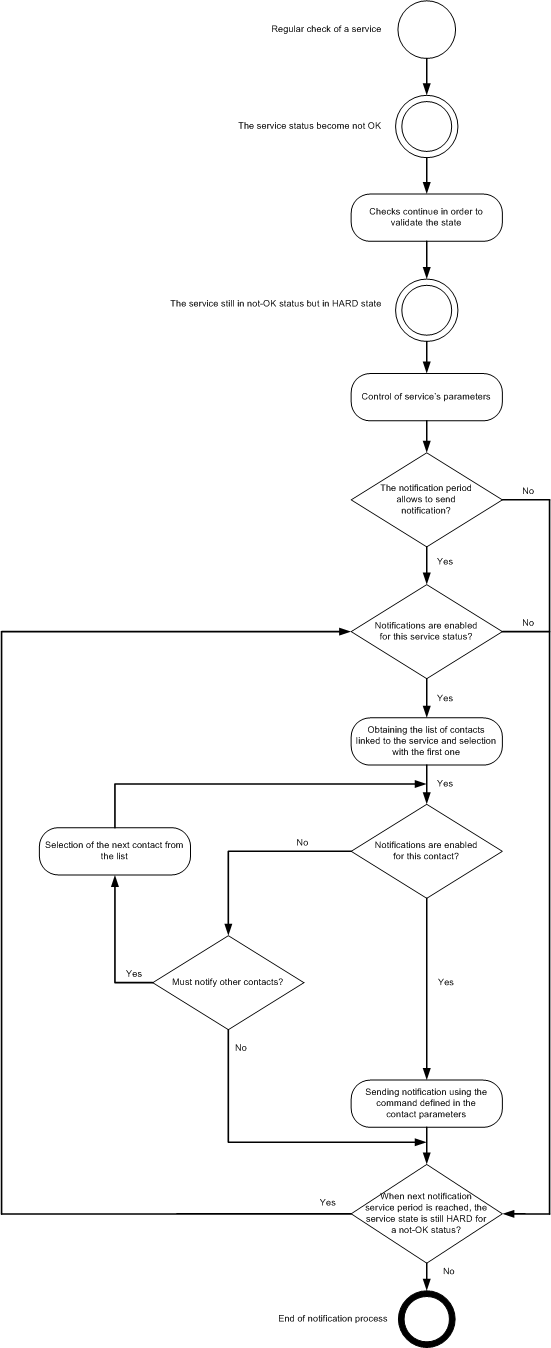 Regular check of a service
The service status become not OK
Checks continue in order to
validate the state
The service still in not-OK status but in HARD state
Control of service's parameters
The notification period
allows to send
notification?
No
Yes
Notifications are enabled
for this service status?
No
Yes
Obtaining the list of contacts
linked to the service and selection
with the first one
Yes
Selection of the next contact from
the list
No
Notifications are enabled
for this contact?
Yes
Must notify other contacts?
Yes
No
Sending notification using the
command defined in the
contact parameters
Yes
When next notification
service period is reached, the
service state is still HARD for
a not-OK status?
No
End of notification process